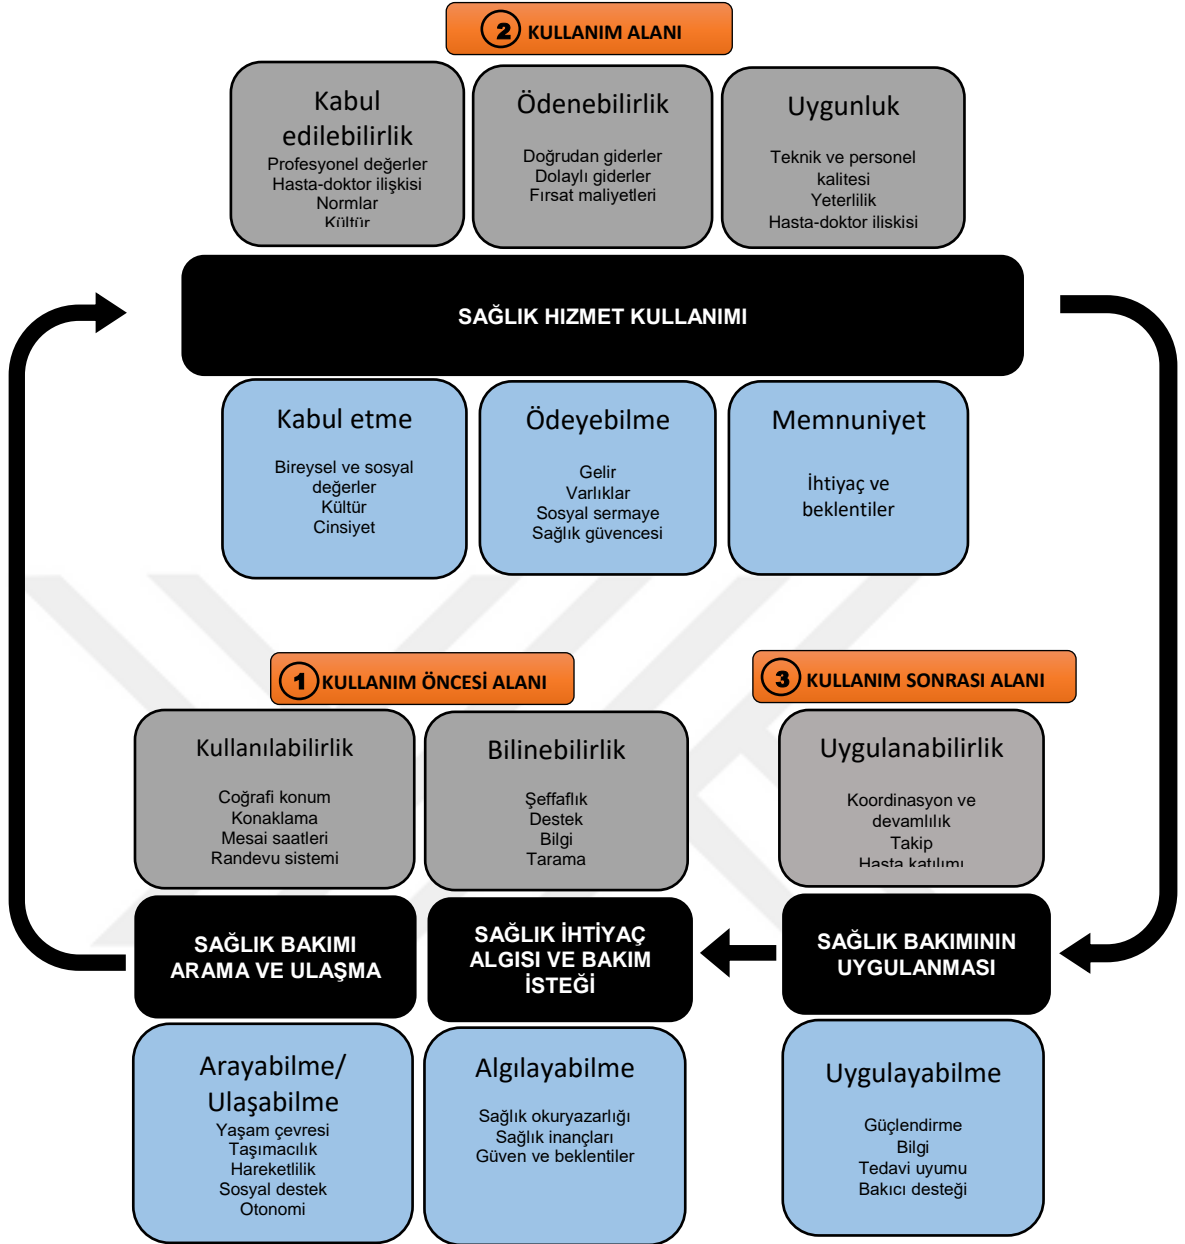 2 KULLANIM ALANI
Kabul
edilebilirlik
Profesyonel değerler
Hasta-doktor ilişkisi
Normlar
Kültür
Ödenebilirlik
Doğrudan giderler
Dolaylı giderler
Fırsat maliyetleri
Uygunluk
Teknik ve personel
kalitesi
Yeterlilik
Hasta-doktor iliskisi
SAĞLIK HIZMET KULLANIMI
Kabul etme
Bireysel ve sosyal
değerler
Kültür
Cinsiyet
Ödeyebilme
Gelir
Varlıklar
Sosyal sermaye
Sağlık güvencesi
Memnuniyet
İhtiyaç ve
beklentiler
1 KULLANIM ÖNCESİ ALANI
Kullanılabilirlik
Coğrafi konum
Konaklama
Mesai saatleri
Randevu sistemi
Bilinebilirlik
Şeffaflık
Destek
Bilgi
Tarama
SAĞLIK BAKIMI
ARAMA VE ULAŞMA
SAĞLIK İHTİYAÇ
ALGISI VE BAKIM
İSTEĞİ
Arayabilme/
Ulaşabilme
Yaşam çevresi
Taşımacılık
Hareketlilik
Sosyal destek
Otonomi
Algılayabilme
Sağlık okuryazarlığı
Sağlık inançları
Güven ve beklentiler
3 KULLANIM SONRASI ALANI
Uygulanabilirlik
Koordinasyon ve
devamlılık
Takip
Hasta katılımı
SAĞLIK BAKIMININ
UYGULANMASI
Uygulayabilme
Güçlendirme
Bilgi
Tedavi uyumu
Bakıcı desteği